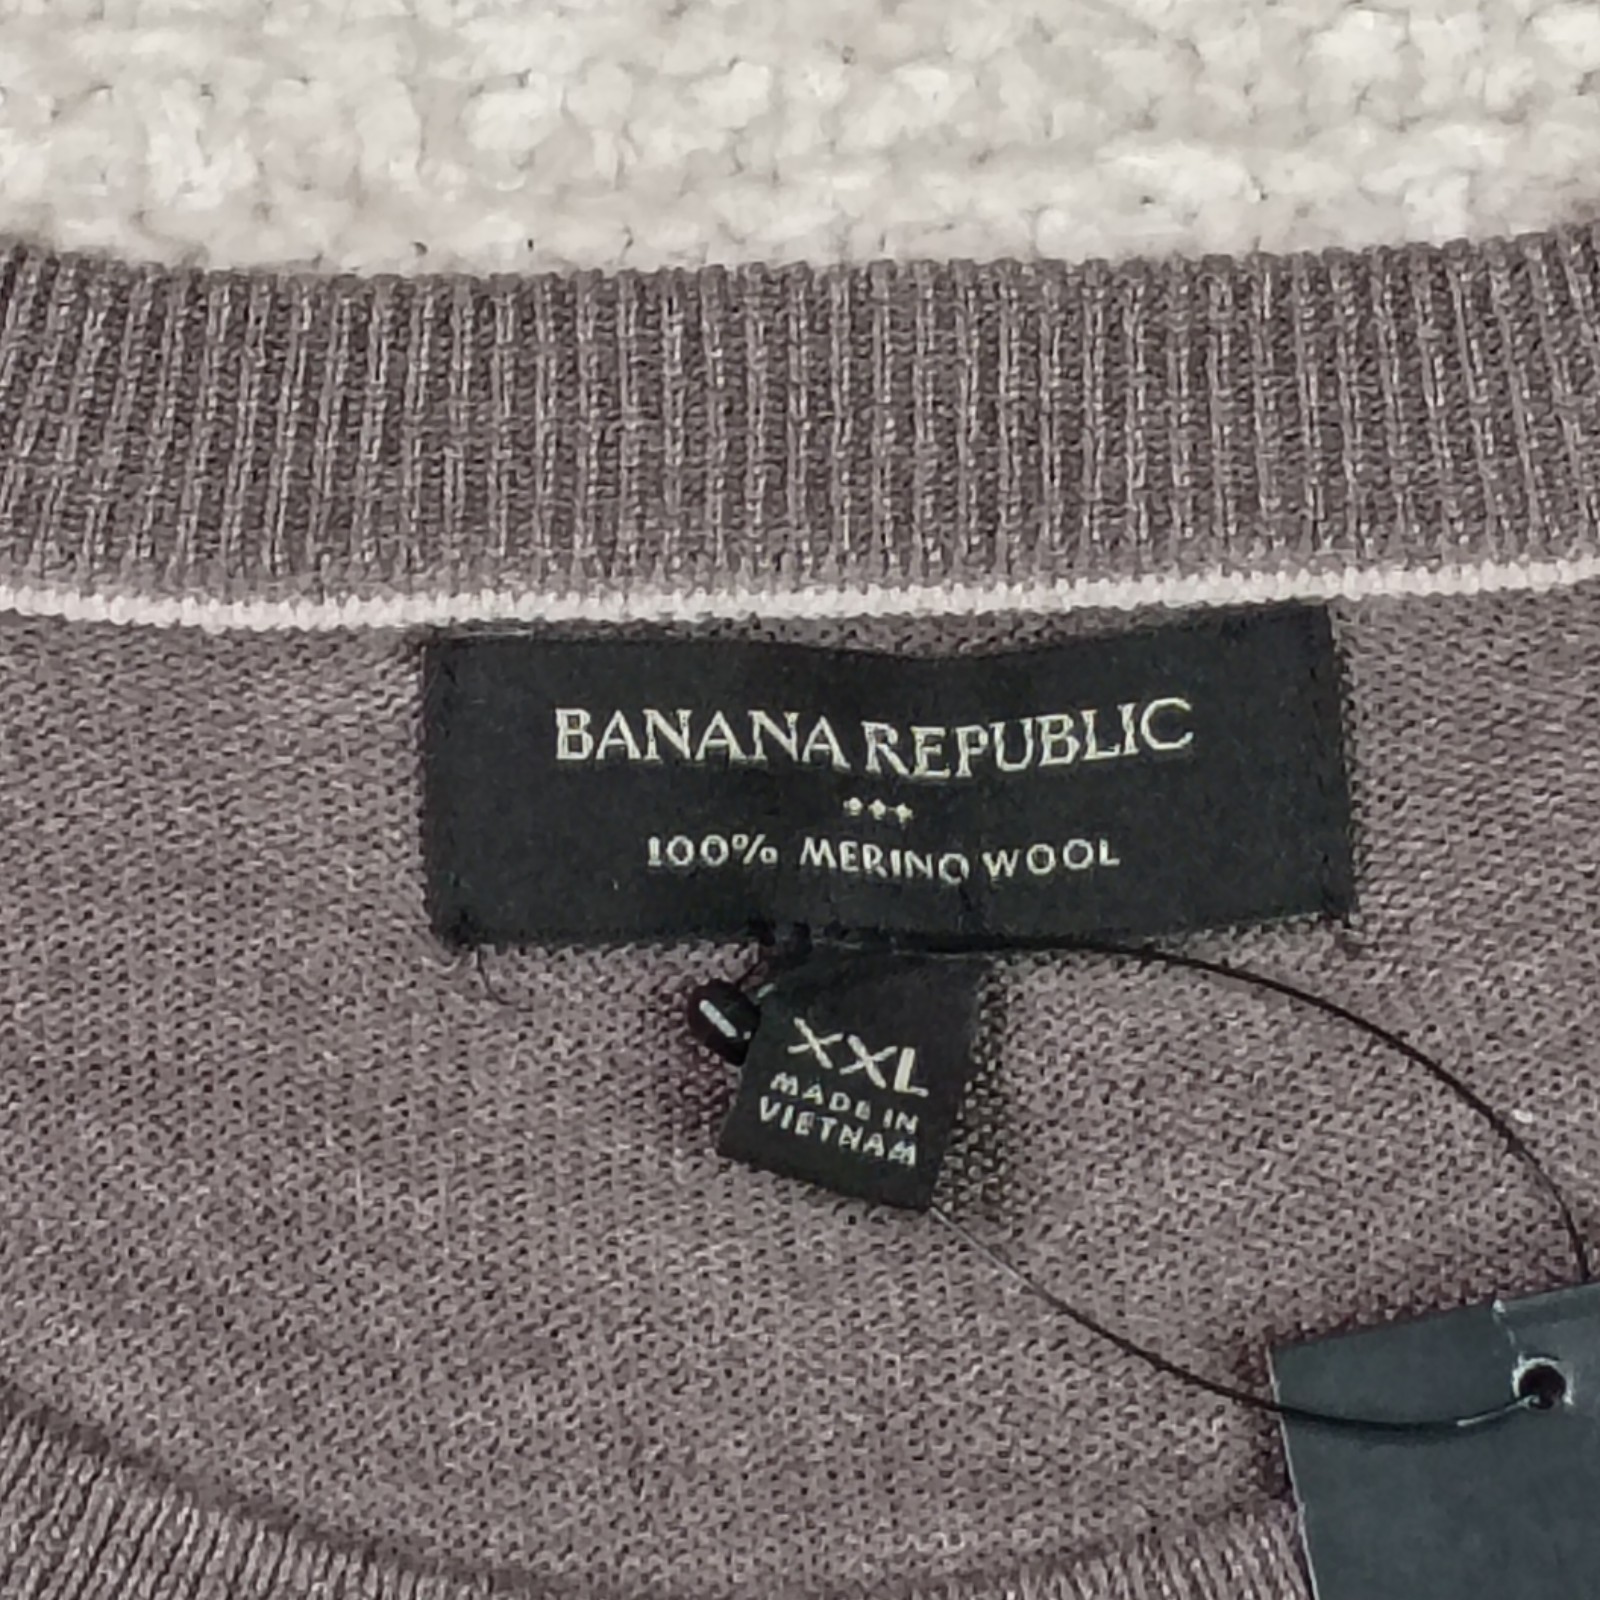 BANANA REPUBLIC
100% MERINO WOOL
XXL
MADE IN
VIETNAM